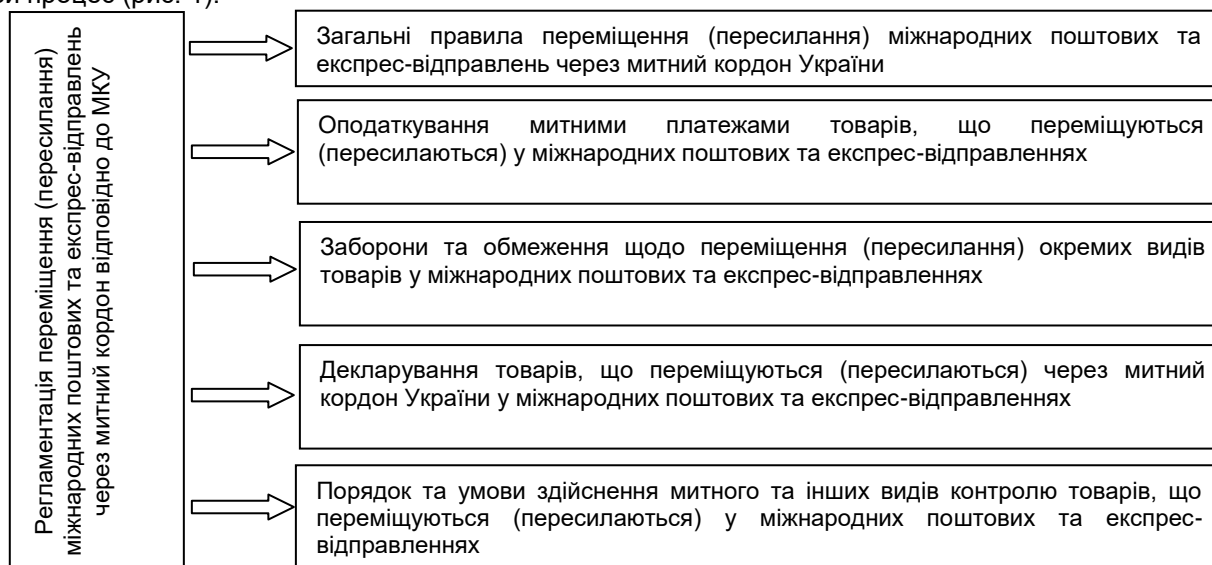 Регламентація переміщення (пересилання)
міжнародних поштових та експрес-відправлень
через митний кордон відповідно до МКУ
Загальні правила переміщення (пересилання) міжнародних поштових та
експрес-відправлень через митний кордон України
Оподаткування митними платежами товарів, що переміщуються
(пересилаються) у міжнародних поштових та експрес-відправленнях
Заборони та обмеження щодо переміщення (пересилання) окремих видів
товарів у міжнародних поштових та експрес-відправленнях
Декларування товарів, що переміщуються (пересилаються) через митний
кордон України у міжнародних поштових та експрес-відправленнях
Порядок та умови здійснення митного та інших видів контролю товарів, що
переміщуються (пересилаються) у міжнародних поштових та експрес-
відправленнях